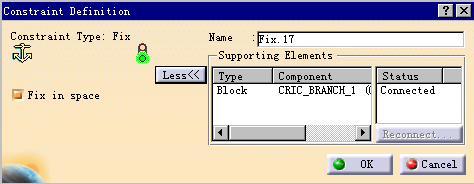 Constraint Definition
Constraint Type: Fix
Name :Fix.17
Supporting Elements
Less<<
Type Component Status
Block CRIC_BRANCH_1 Connected
Fix in space
Reconnect...
OK Cancel